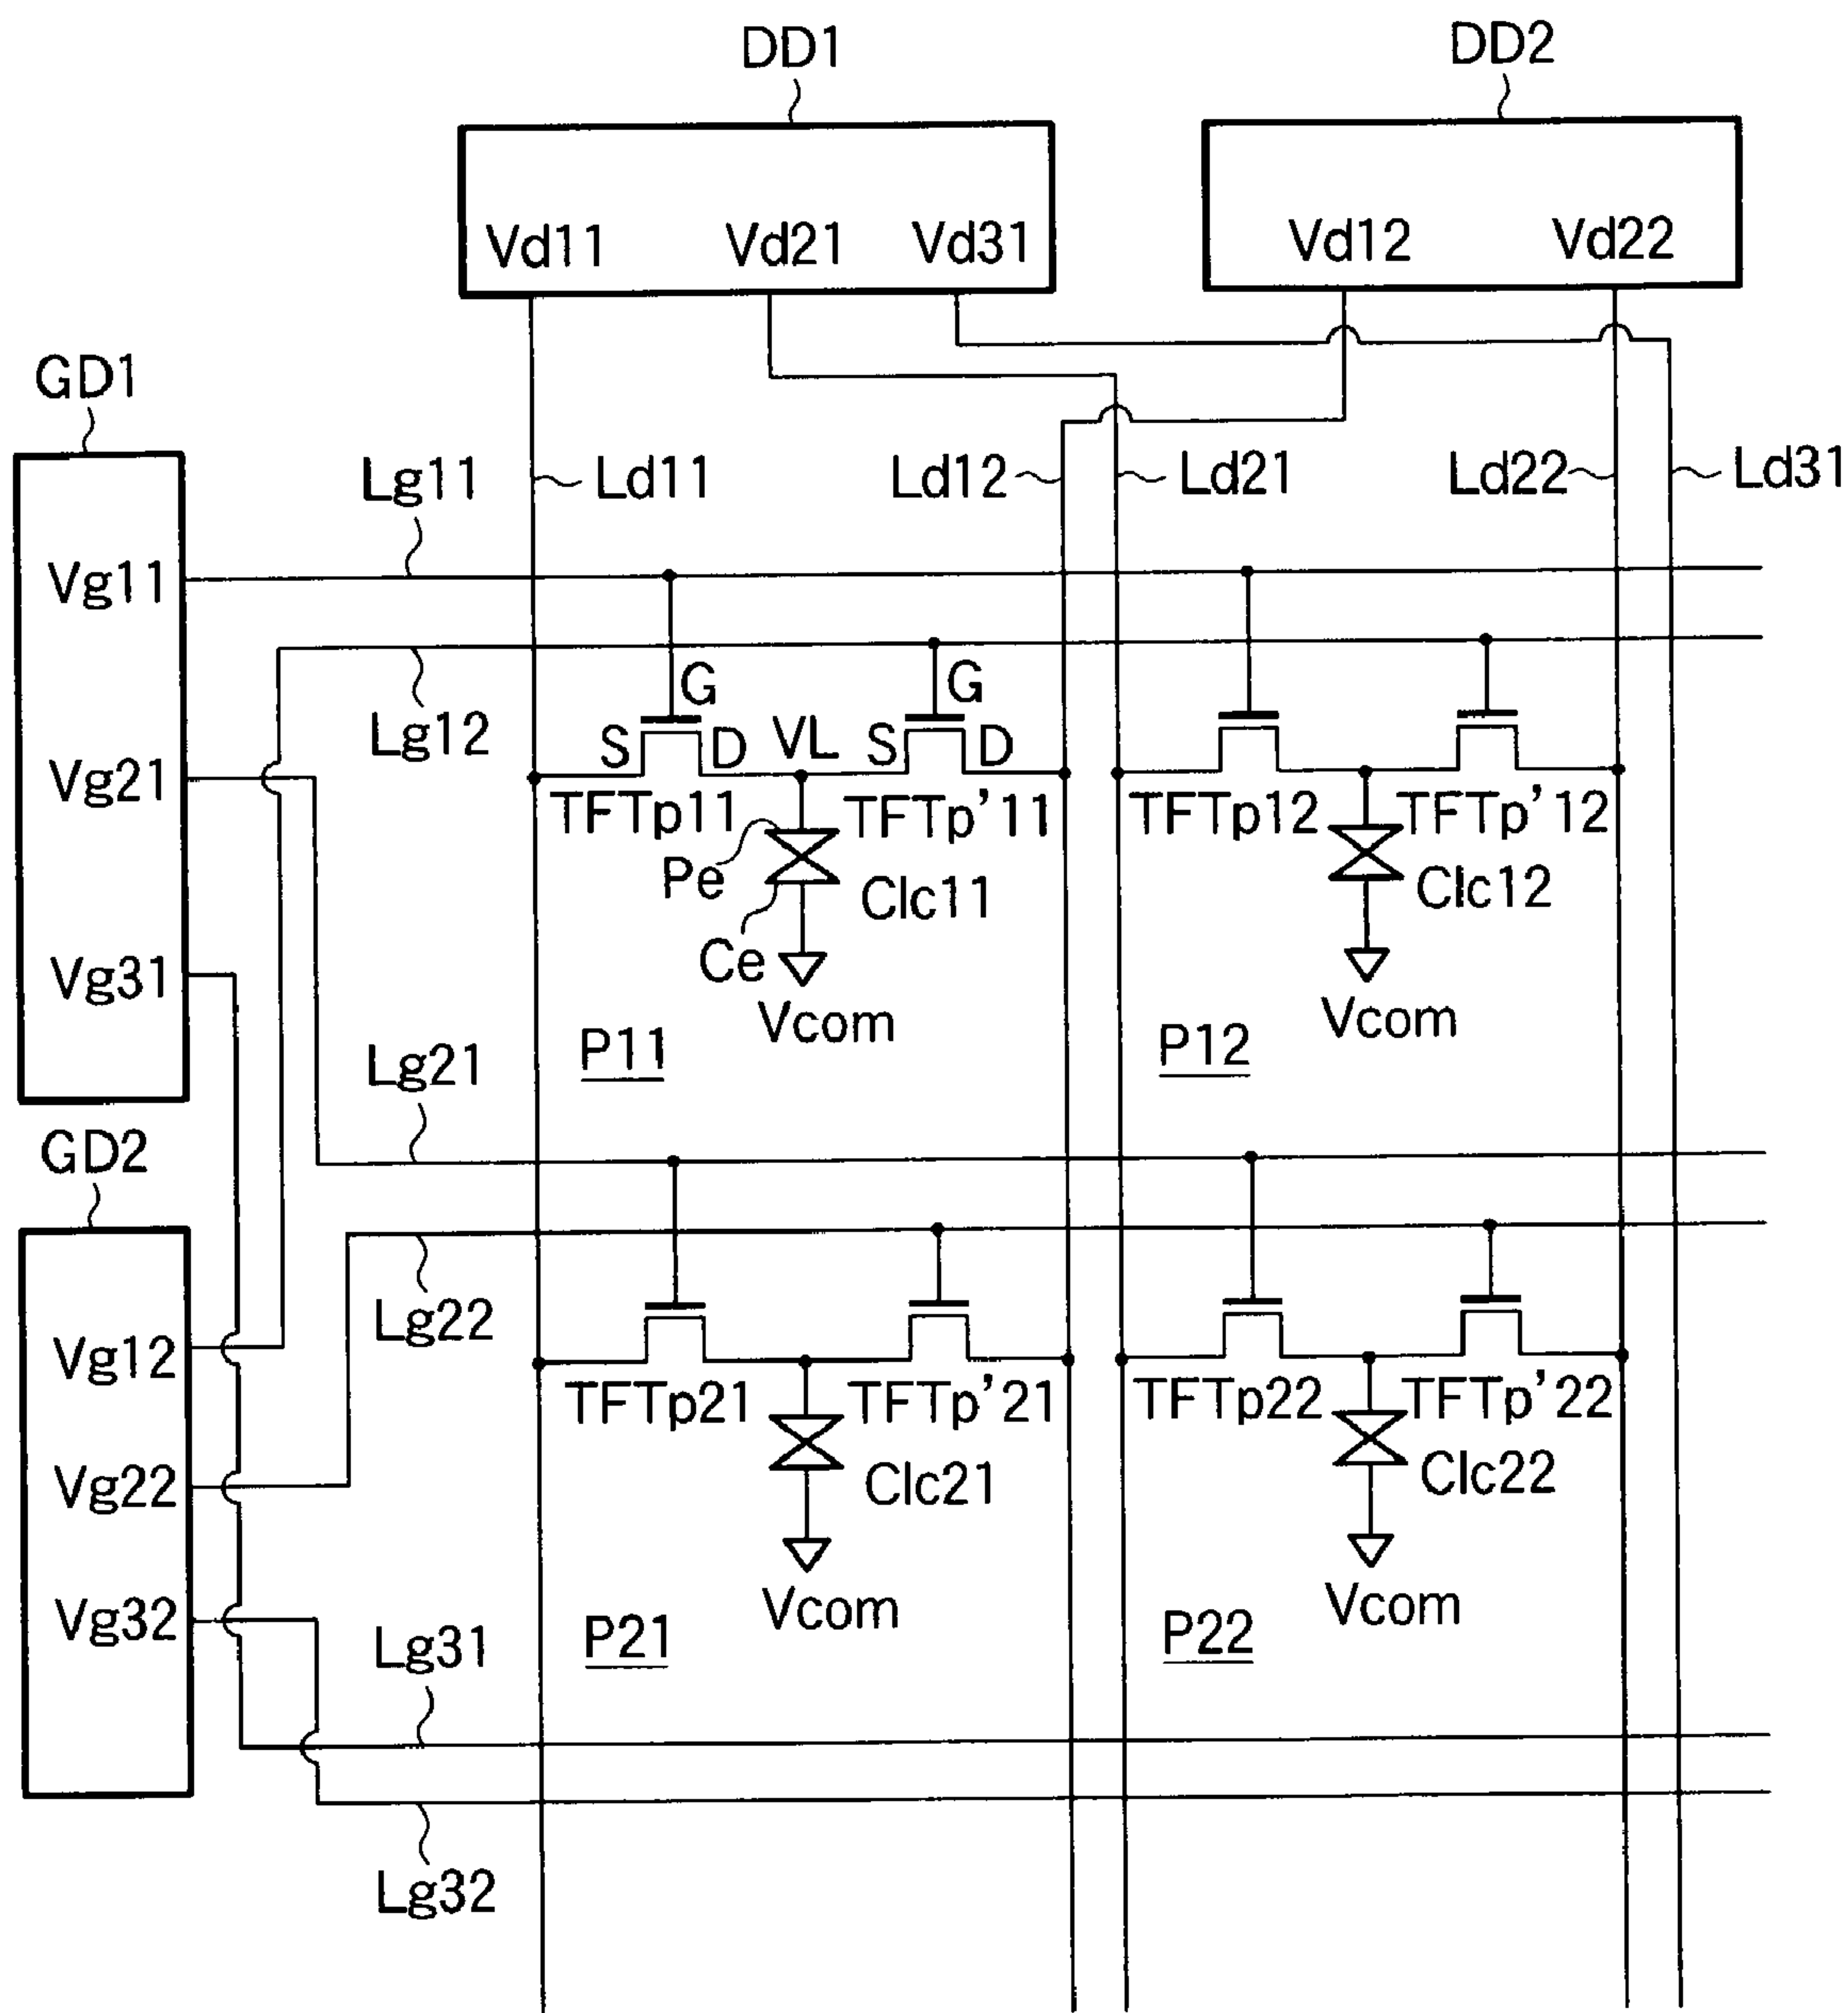 DD1
DD2
Vd11 Vd21 Vd31
Vd12 Vd22
GD1
Lg11
Ld11
Ld12
Ld21
Ld22
Ld31
Vg11
Lg12
G
G
S D VL S D
Vg21
TFTp11
TFTp'11
TFTp12
TFTp'12
Pe
Clc11
Clc12
Ce
Vg31
Vcom
Vcom
P11
P12
Lg21
GD2
Lg22
Vg12
TFTp21
TFTp'21
TFTp22
TFTp'22
Vg22
Clc21
Clc22
Vcom
Vcom
Vg32
Lg31
P21
P22
Lg32